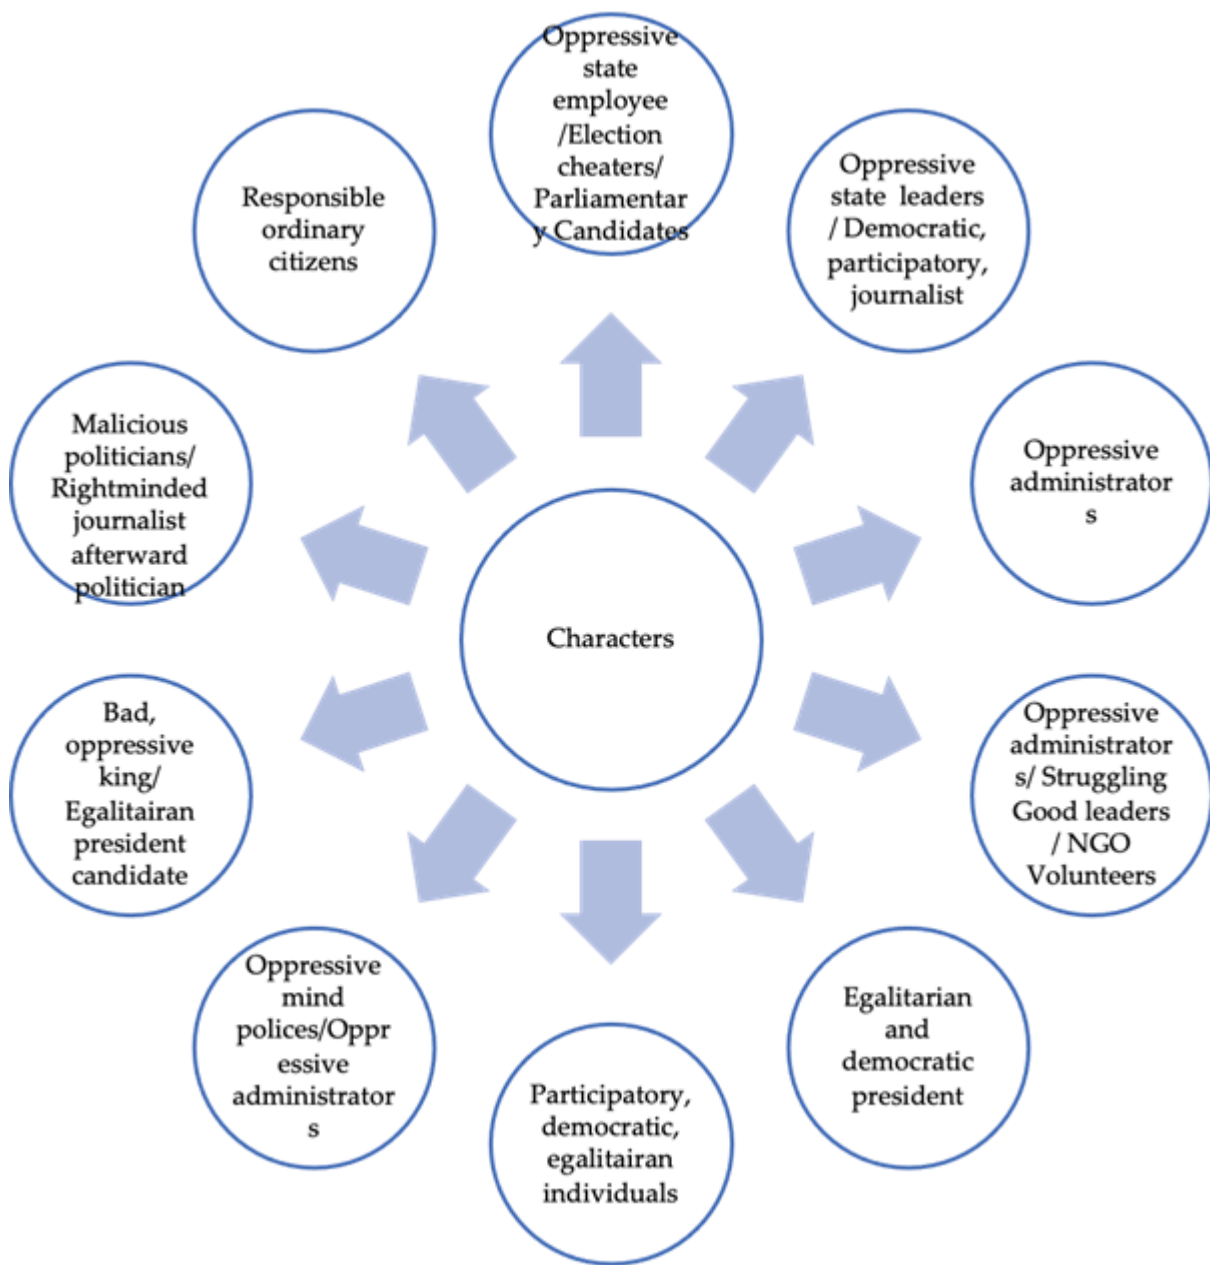 Oppressive
state
employee
/Election
cheaters/
Parliamentar
y Candidates
Oppressive
state leaders
/ Democratic,
participatory,
journalist
Oppressive
administrator
s
Oppressive
administrator
s/ Struggling
Good leaders
/ NGO
Volunteers
Egalitarian
and
democratic
president
Participatory,
democratic,
egalitairan
individuals
Oppressive
mind
polices/Oppr
essive
administrator
s
Bad,
oppressive
king/
Egalitairan
president
candidate
Malicious
politicians/
Rightminded
journalist
afterward
politician
Responsible
ordinary
citizens
Characters